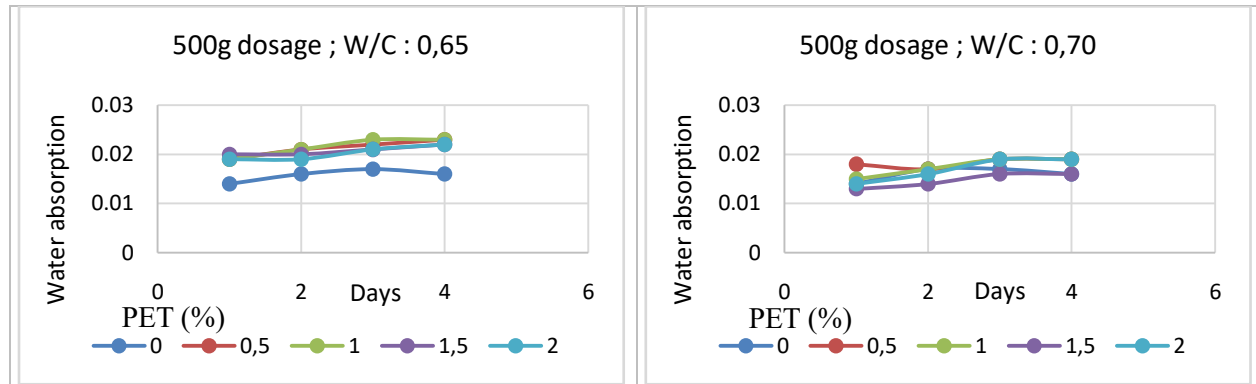 500g dosage ; W/C : 0,65
0.03
0.02
0.01
0
Water absorption
0 2 4 6
Days
PET (%)
0 0,5 1 1,5 2
500g dosage ; W/C : 0,70
0.03
0.02
0.01
0
Water absorption
0 2 4 6
Days
PET (%)
0 0,5 1 1,5 2